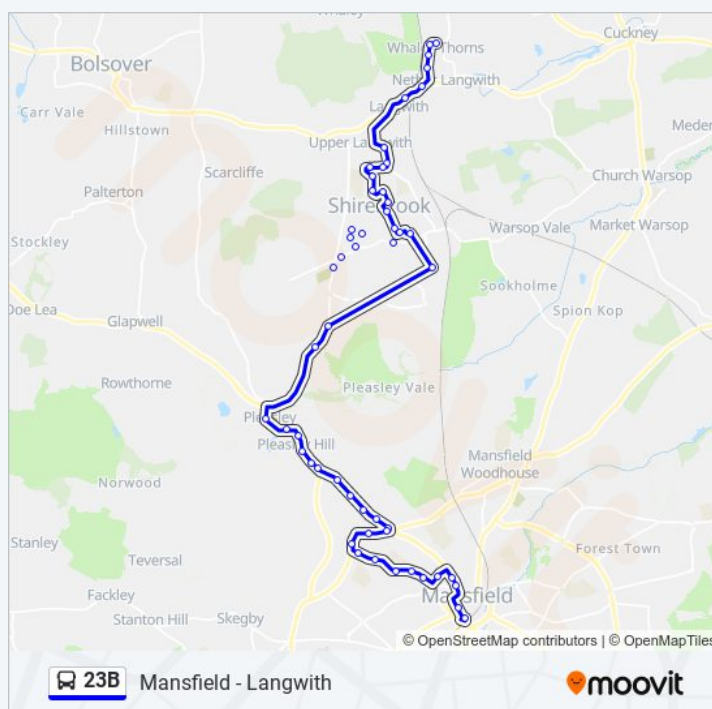 Whaley
Whaley Thorns
Cuckney
Bolsover
Nether Langwith
Carr Vale
Langwith
Hillstown
Upper Langwith
Meden
Scarcliffe
Church Warsop
Palterton
Shirebrook
Warsop Vale
Market Warsop
Stockley
Sookholme
Doe Lea
Glapwell
Spion Kop
Rowthorne
Pleasley Vale
Pleasley
Pleasley Hill
Mansfield
Woodhouse
Norwood
Stanley
Teversal
Forest Town
Fackley
Mansfield
Stanton Hill
Skegby
© OpenStreetMap contributors | © OpenMapTiles
23B
Mansfield - Langwith
moovit